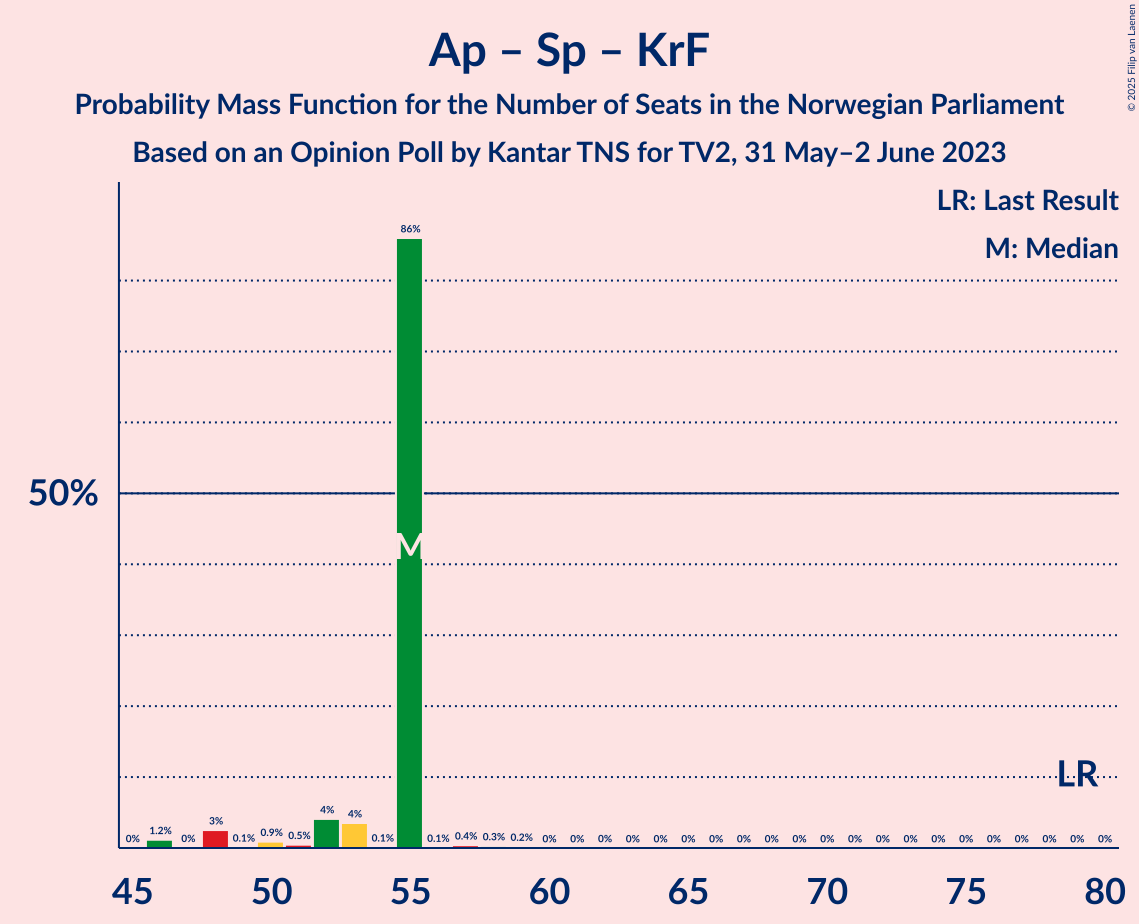 Ap – Sp – KrF
Probability Mass Function for the Number of Seats in the Norwegian Parliament
Based on an Opinion Poll by Kantar TNS for TV2, 31 May–2 June 2023
© 2025 Filip van Laenen
LR: Last Result
M: Median
86%
50%
M
LR
0% 1.2% 0% 3% 0.1% 0.9% 0.5% 4% 4% 0.1% 0.1% 0.4% 0.3% 0.2% 0% 0% 0% 0% 0% 0% 0% 0% 0% 0% 0% 0% 0% 0% 0% 0% 0% 0% 0% 0% 0%
45 50 55 60 65 70 75 80